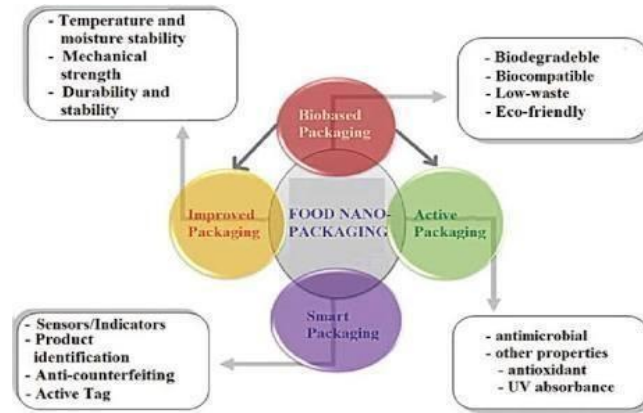 - Temperature and
moisture stability
- Mechanical
strength
- Durability and
stability
- Biodegradeble
- Biocompatible
- Low-waste
- Eco-friendly
Biobased
Packaging
Improved
Packaging
FOOD NANO-
PACKAGING
Active
Packaging
Smart
Packaging
- Sensors/Indicators
- Product
identification
- Anti-counterfeiting
- Active Tag
- antimicrobial
- other properties
- antioxidant
- UV absorbance